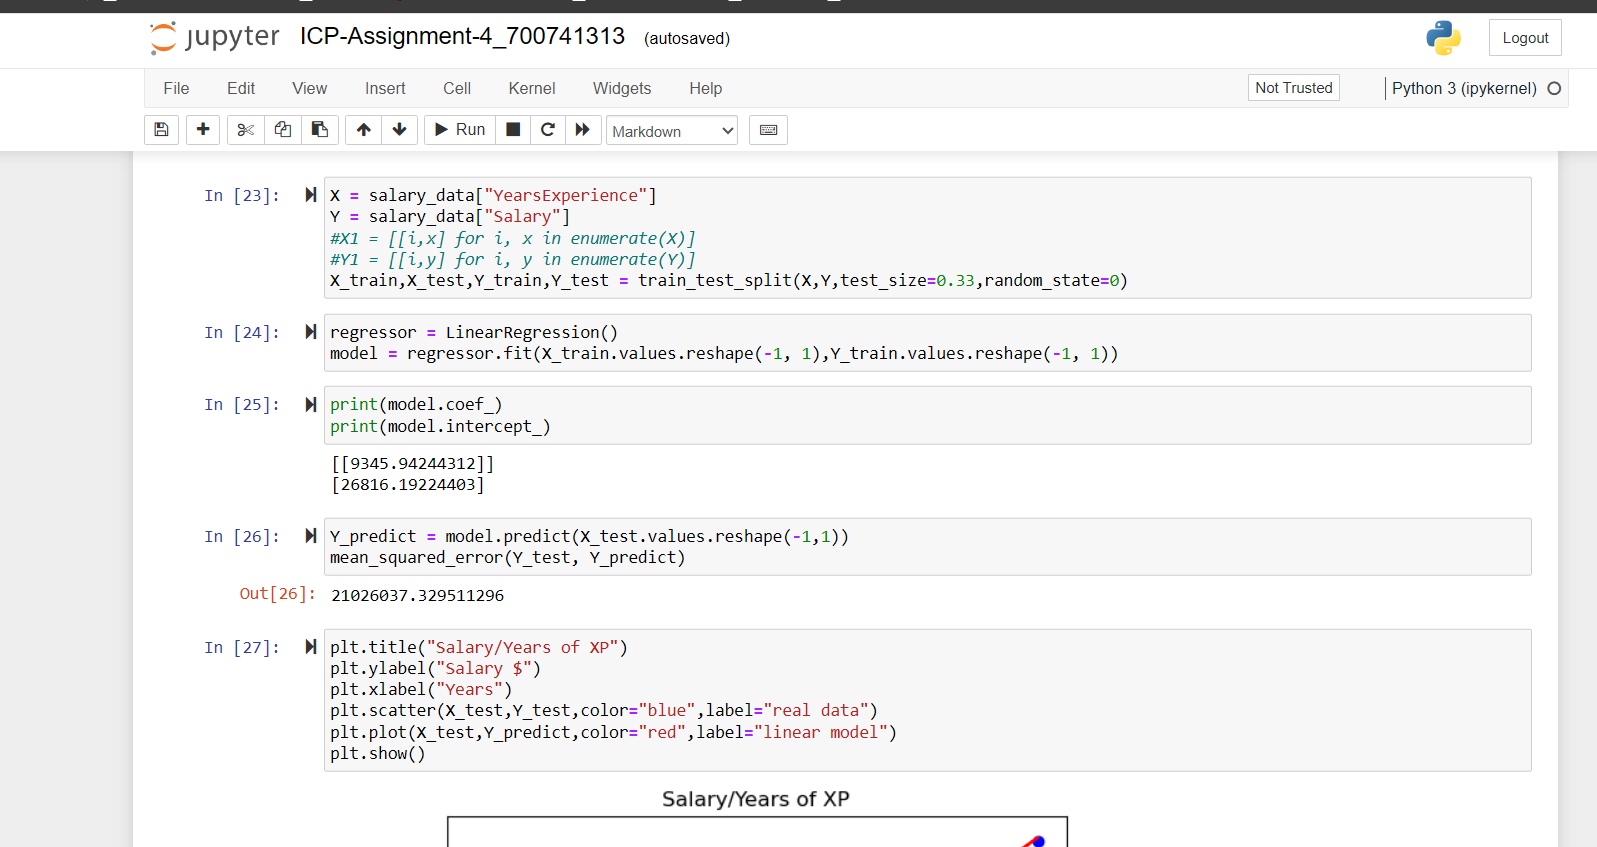 jupyter ICP-Assignment-4_700741313 (autosaved) Logout
File Edit View Insert Cell Kernel Widgets Help Not Trusted Python 3 (ipykernel)
Run Markdown
In [23]: X = salary_data["YearsExperience"]
Y = salary_data["Salary"]
#X1 = [[i,x] for i, x in enumerate(X)]
#Y1 = [[i,y] for i, y in enumerate(Y)]
X_train,X_test,Y_train,Y_test = train_test_split(X,Y,test_size=0.33,random_state=0)
In [24]: regressor = LinearRegression()
model = regressor.fit(X_train.values.reshape(-1, 1),Y_train.values.reshape(-1, 1))
In [25]: print(model.coef_)
print(model.intercept_)
[[9345.94244312]]
[26816.19224403]
In [26]: Y_predict = model.predict(X_test.values.reshape(-1,1))
mean_squared_error(Y_test, Y_predict)
Out[26]: 21026037.329511296
In [27]: plt.title("Salary/Years of XP")
plt.ylabel("Salary $")
plt.xlabel("Years")
plt.scatter(X_test,Y_test,color="blue",label="real data")
plt.plot(X_test,Y_predict,color="red",label="linear model")
plt.show()
Salary/Years of XP